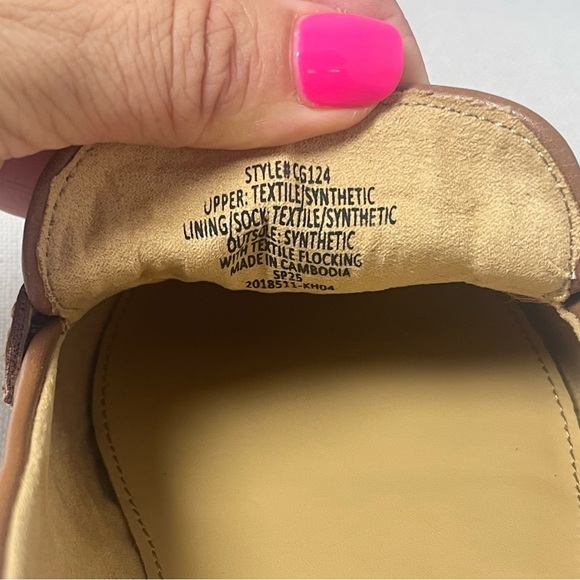 STYLE# CG124
UPPER: TEXTILE/SYNTHETIC
LINING/SOCK: TEXTILE/SYNTHETIC
OUTSOLE: SYNTHETIC
WITH TEXTILE FLOCKING
MADE IN CAMBODIA
SP25
2018511-KH04